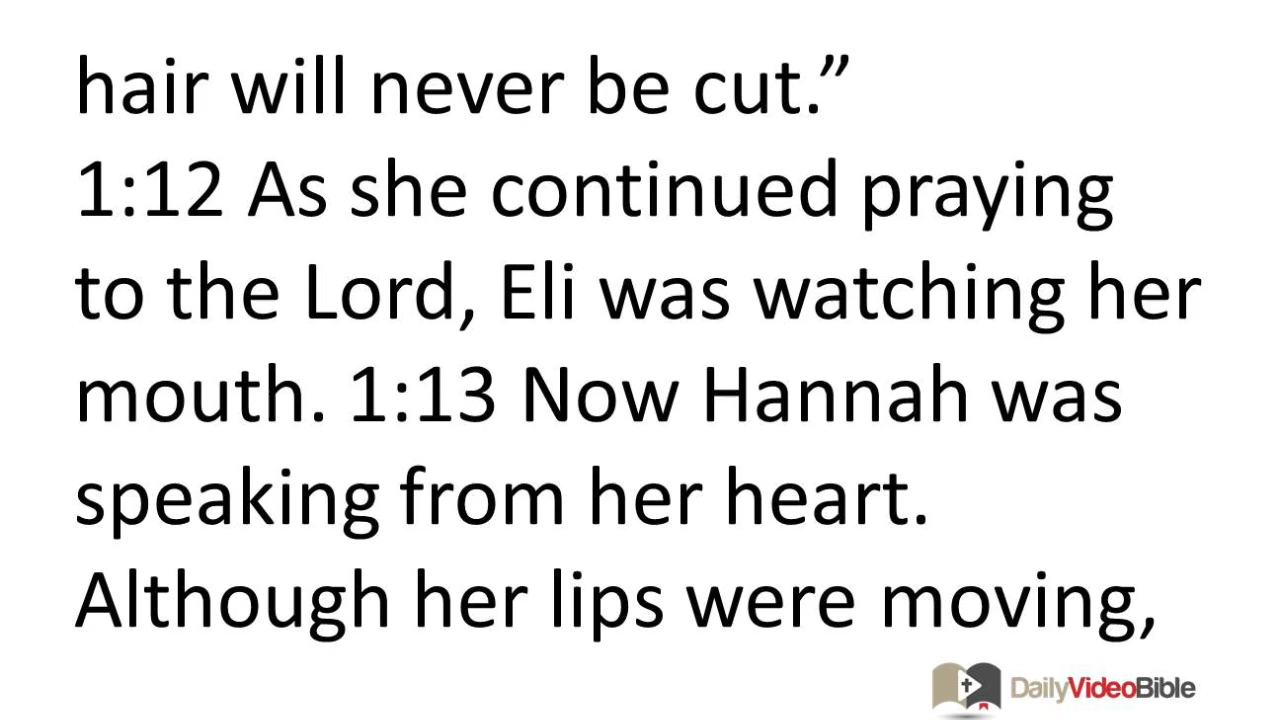 hair will never be cut.”
1:12 As she continued praying
to the Lord, Eli was watching her
mouth. 1:13 Now Hannah was
speaking from her heart.
Although her lips were moving,
DailyVideoBible